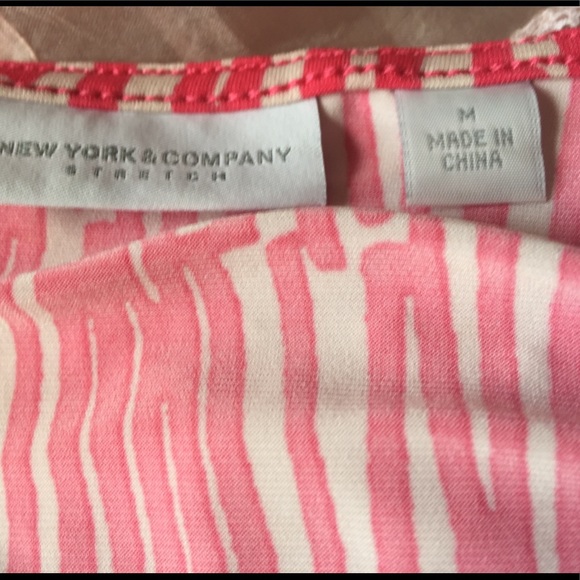 NEW YORK & COMPANY
STRETCH
M
MADE IN
CHINA